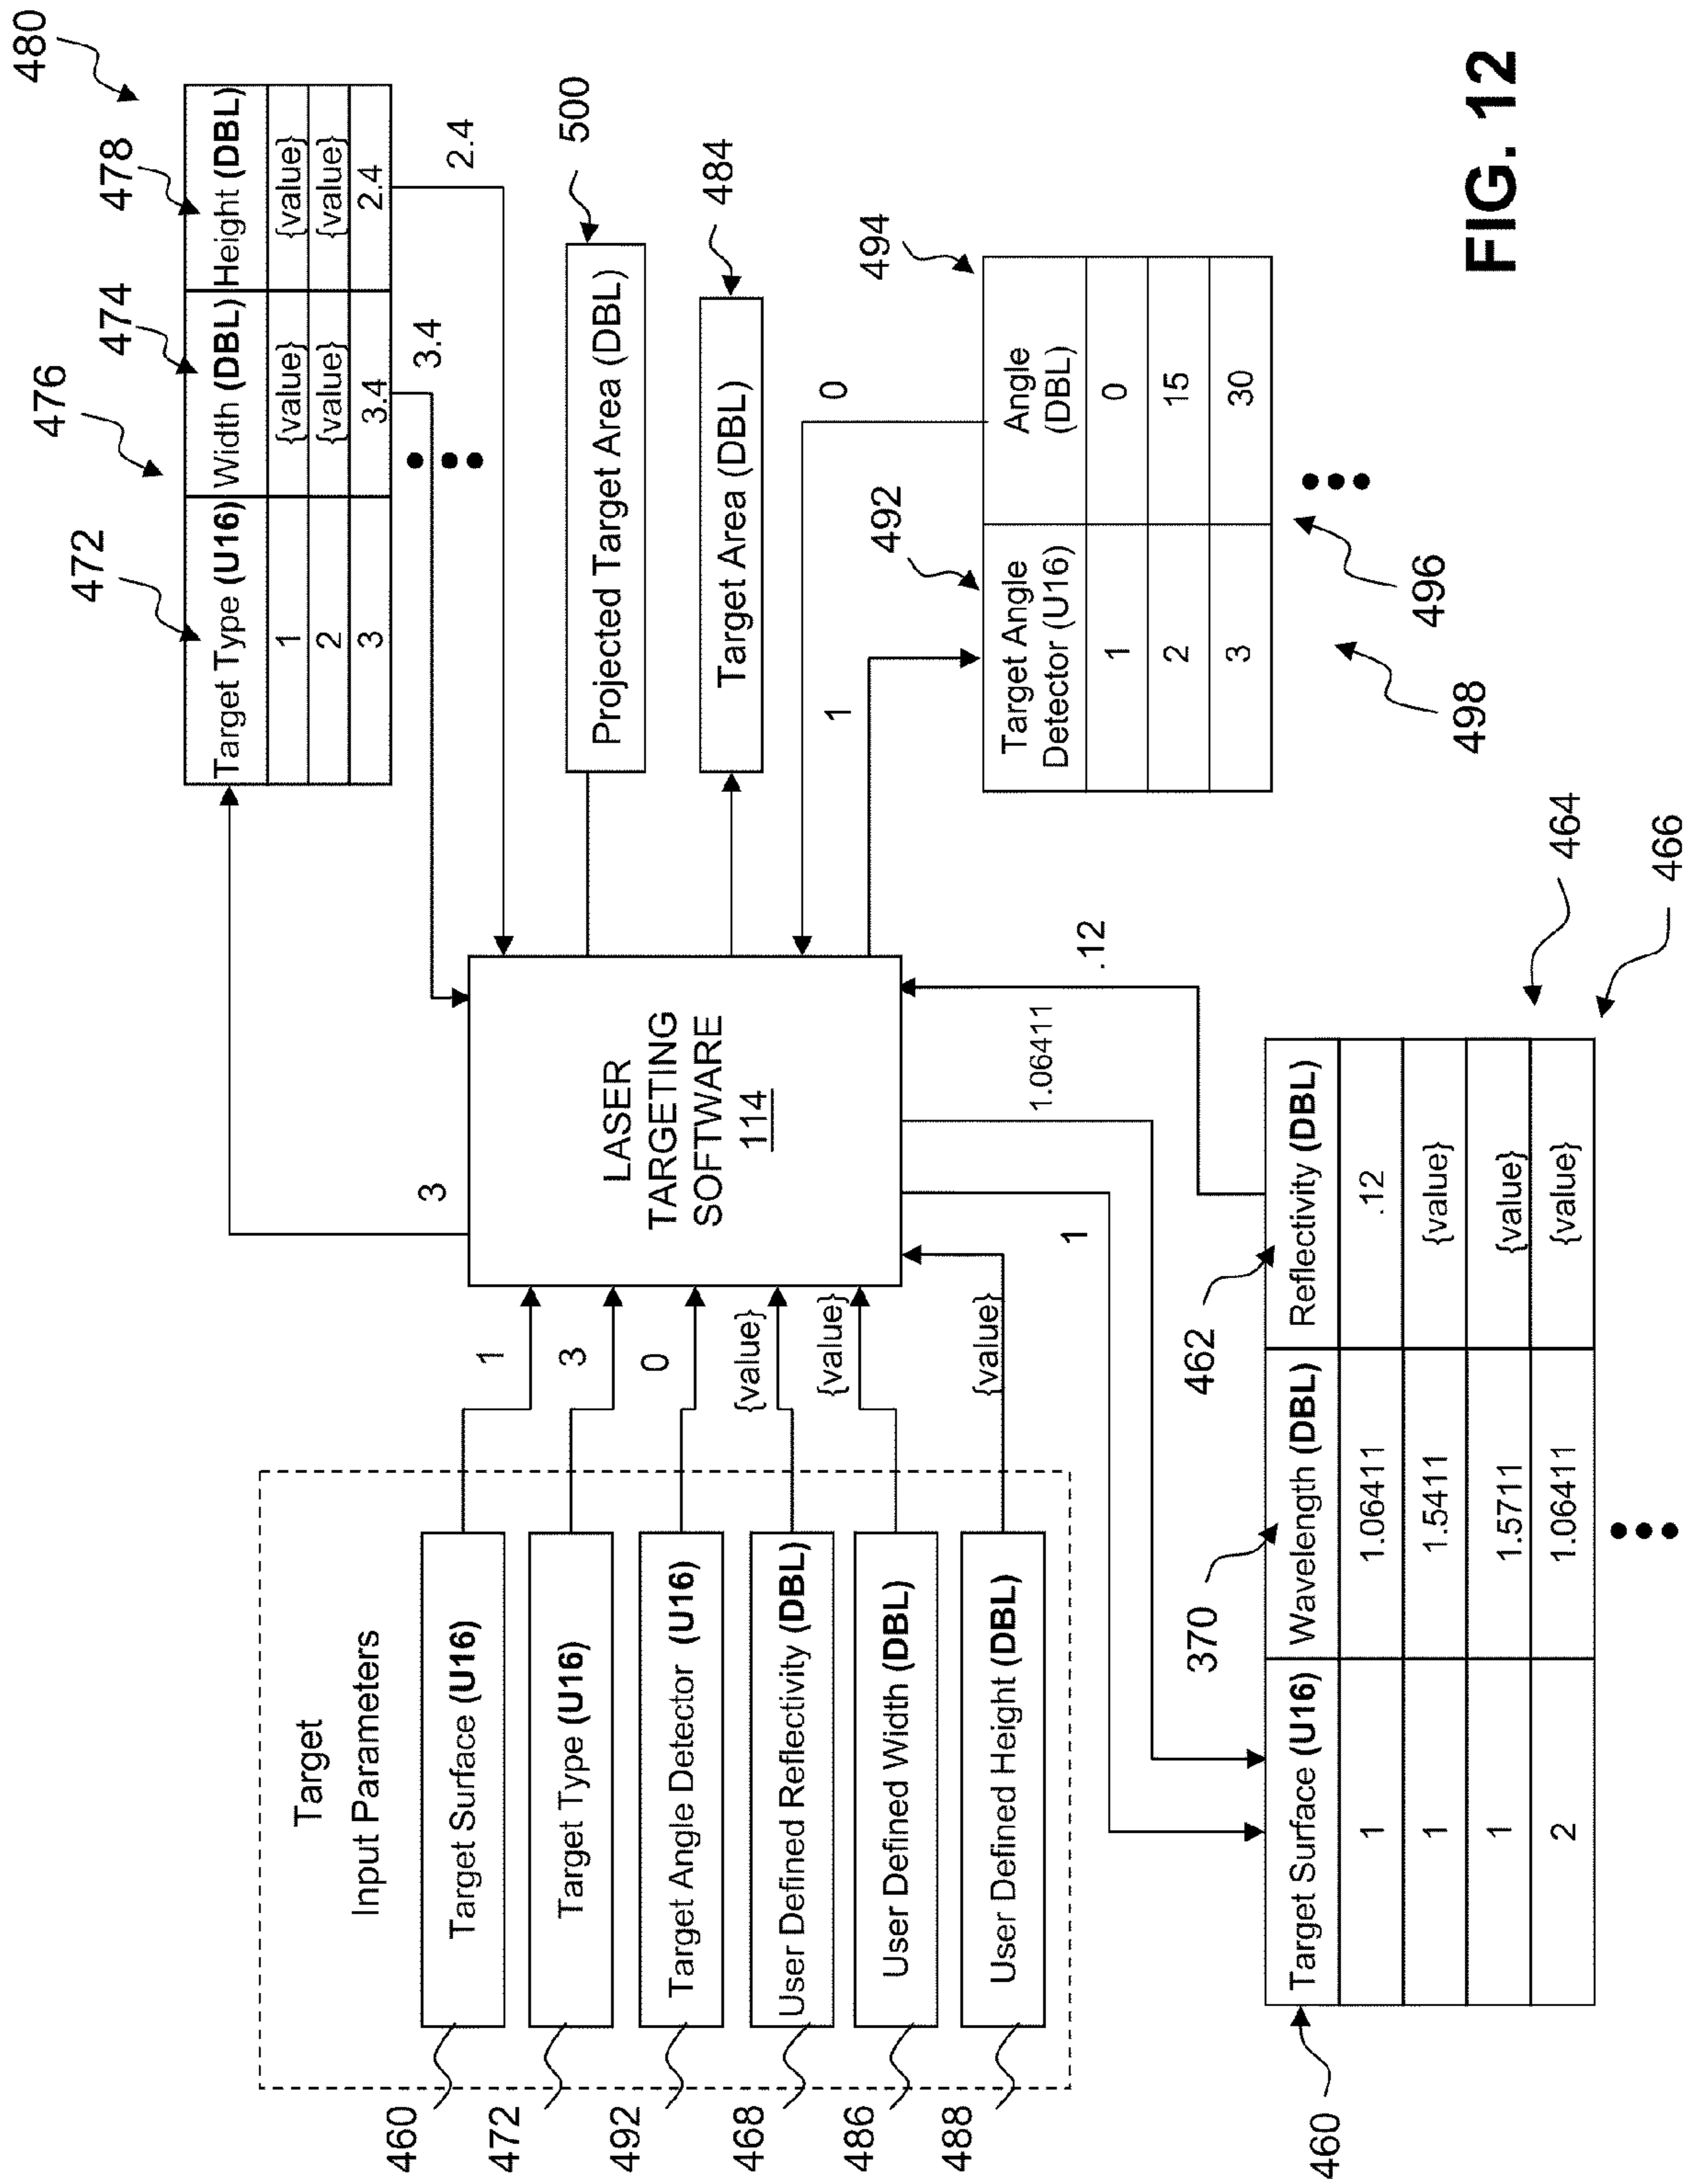 Target
Input Parameters
460
Target Surface (U16)
1
472
Target Type (U16)
3
492
Target Angle Detector (U16)
0
468
User Defined Reflectivity (DBL)
{value}
486
User Defined Width (DBL)
{value}
488
User Defined Height (DBL)
{value}
LASER
TARGETING
SOFTWARE
114
3
472
476
474
478
480
Target Type (U16) Width (DBL) Height (DBL)
1 {value} {value}
2 {value} {value}
3 3.4 2.4
3.4
2.4
Projected Target Area (DBL)
500
Target Area (DBL)
484
0
1
492
494
Target Angle
Detector (U16)
Angle
(DBL)
1 0
2 15
3 30
496
498
1
1.06411
.12
460
370
462
464
466
Target Surface (U16) Wavelength (DBL) Reflectivity (DBL)
1 1.06411 .12
1 1.5411 {value}
1 1.5711 {value}
2 1.06411 {value}
FIG. 12